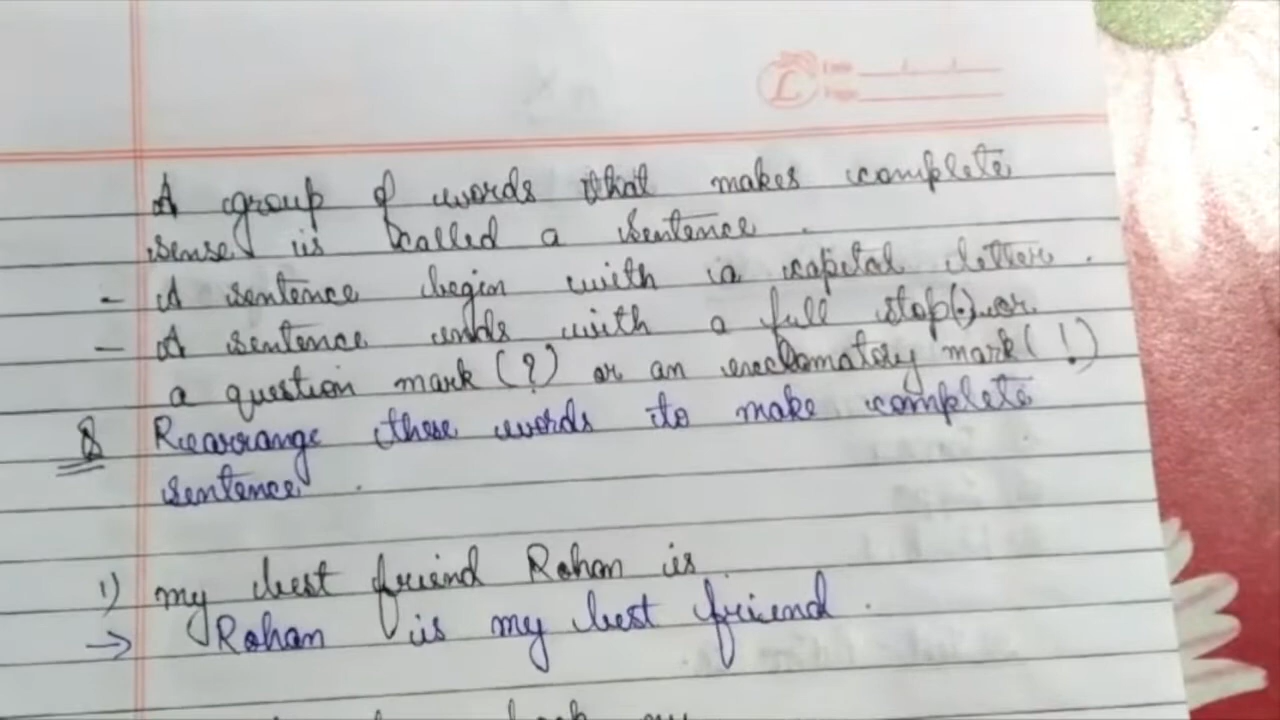 A group of words that makes complete
sense is called a sentence.
- A sentence begin with a capital letter.
- A sentence ends with a full stop(.) or
a question mark (?) or an exclamatory mark(!)
Q Rearrange these words to make complete
sentence.
1) my best friend Rohan is
→ Rohan is my best friend.